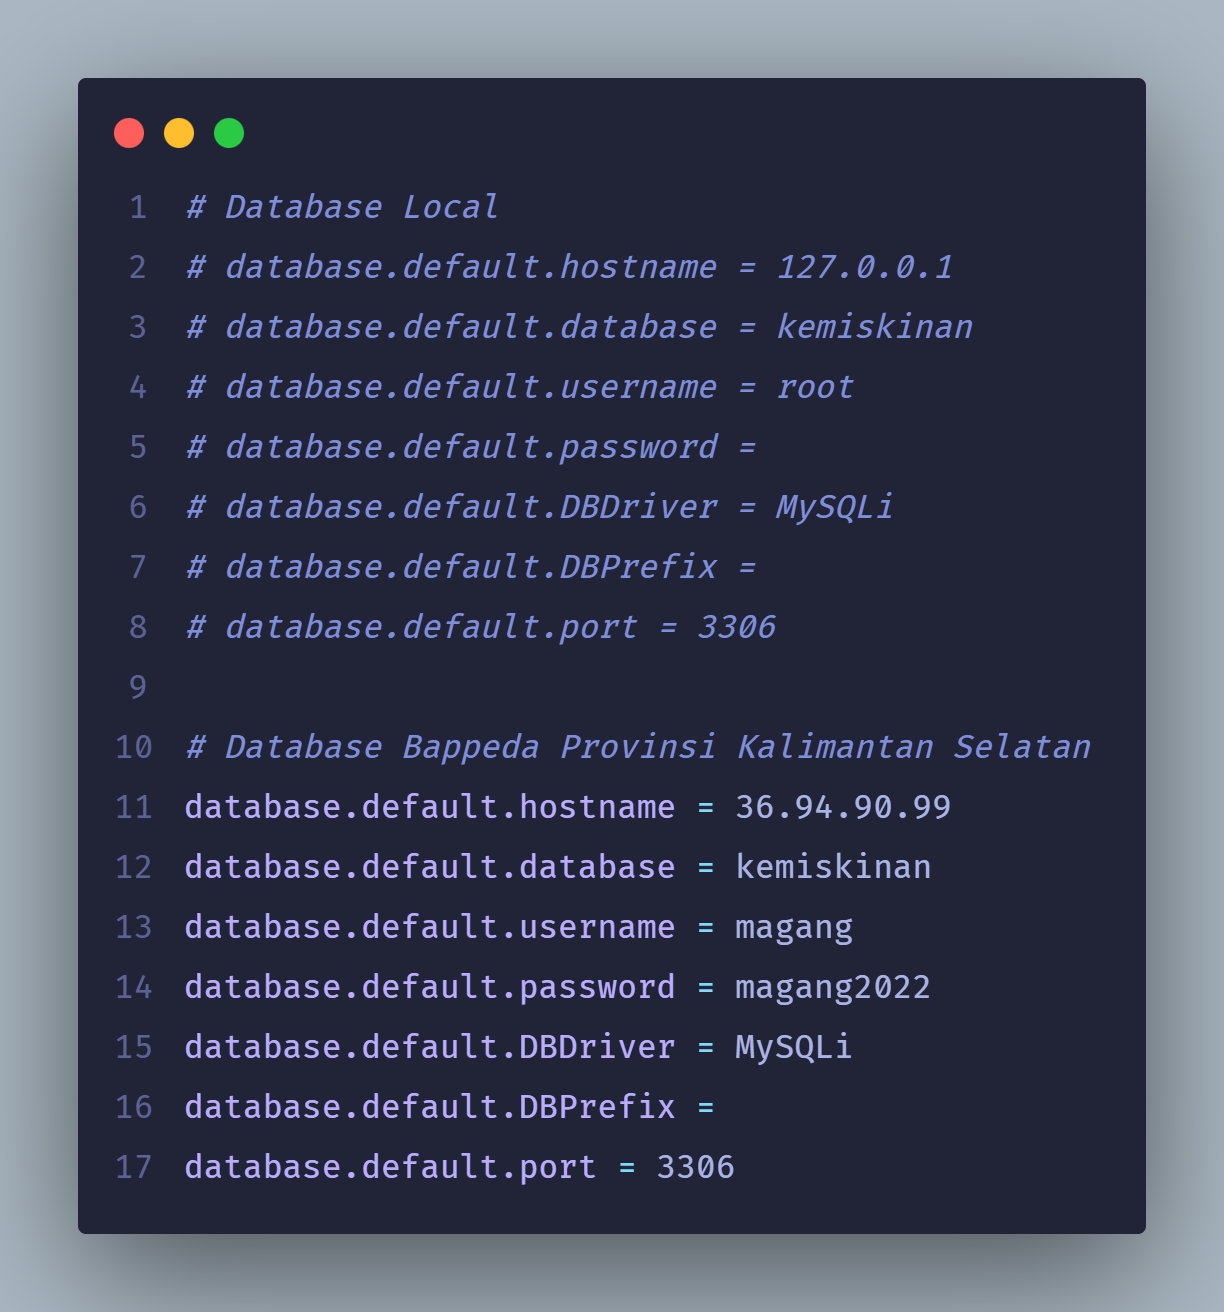 1 # Database Local
2 # database.default.hostname = 127.0.0.1
3 # database.default.database = kemiskinan
4 # database.default.username = root
5 # database.default.password =
6 # database.default.DBDriver = MySQLi
7 # database.default.DBPrefix =
8 # database.default.port = 3306
9
10 # Database Bappeda Provinsi Kalimantan Selatan
11 database.default.hostname = 36.94.90.99
12 database.default.database = kemiskinan
13 database.default.username = magang
14 database.default.password = magang2022
15 database.default.DBDriver = MySQLi
16 database.default.DBPrefix =
17 database.default.port = 3306